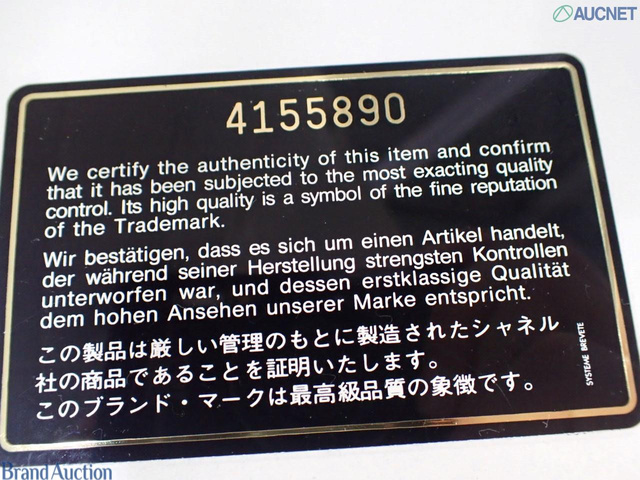 AUCNET
4155890
We certify the authenticity of this item and confirm
that it has been subjected to the most exacting quality
control. Its high quality is a symbol of the fine reputation
of the Trademark.
Wir bestätigen, dass es sich um einen Artikel handelt,
der während seiner Herstellung strengsten Kontrollen
unterworfen war, und dessen erstklassige Qualität
dem hohen Ansehen unserer Marke entspricht.
この製品は厳しい管理のもとに製造されたシャネル
社の商品であることを証明いたします。
このブランド・マークは最高級品質の象徴です。
SYSTEME BREVETE
Brand Auction